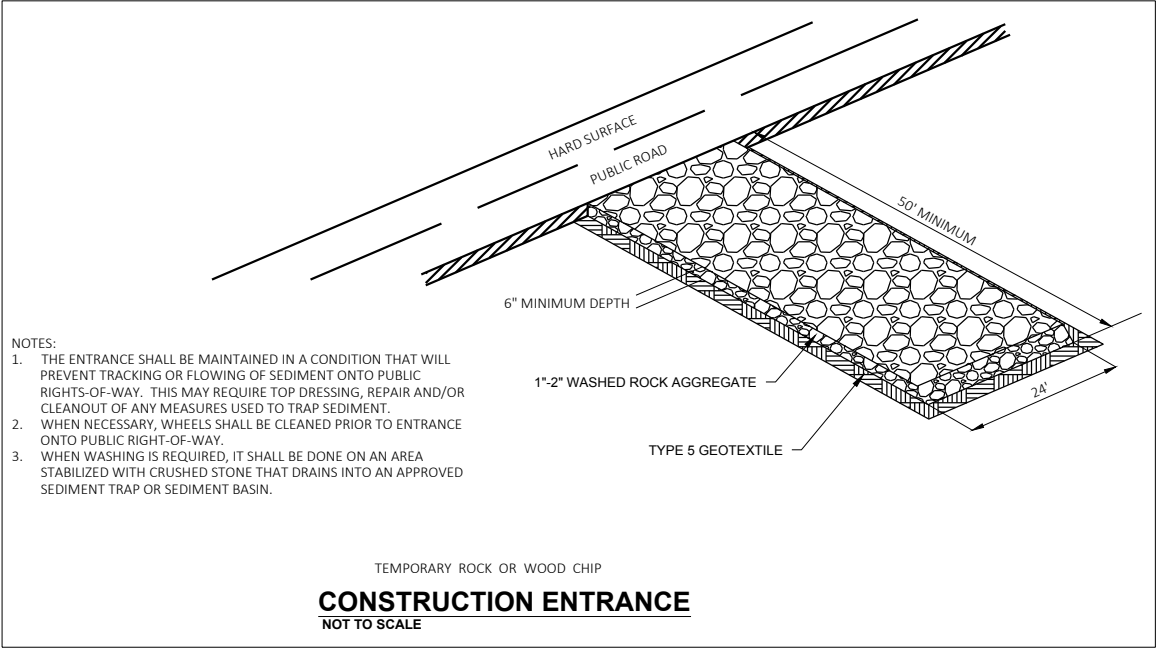 HARD SURFACE
PUBLIC ROAD
50' MINIMUM
6" MINIMUM DEPTH
1"-2" WASHED ROCK AGGREGATE
24'
TYPE 5 GEOTEXTILE
NOTES:
1. THE ENTRANCE SHALL BE MAINTAINED IN A CONDITION THAT WILL
PREVENT TRACKING OR FLOWING OF SEDIMENT ONTO PUBLIC
RIGHTS-OF-WAY. THIS MAY REQUIRE TOP DRESSING, REPAIR AND/OR
CLEANOUT OF ANY MEASURES USED TO TRAP SEDIMENT.
2. WHEN NECESSARY, WHEELS SHALL BE CLEANED PRIOR TO ENTRANCE
ONTO PUBLIC RIGHT-OF-WAY.
3. WHEN WASHING IS REQUIRED, IT SHALL BE DONE ON AN AREA
STABILIZED WITH CRUSHED STONE THAT DRAINS INTO AN APPROVED
SEDIMENT TRAP OR SEDIMENT BASIN.
TEMPORARY ROCK OR WOOD CHIP
CONSTRUCTION ENTRANCE
NOT TO SCALE